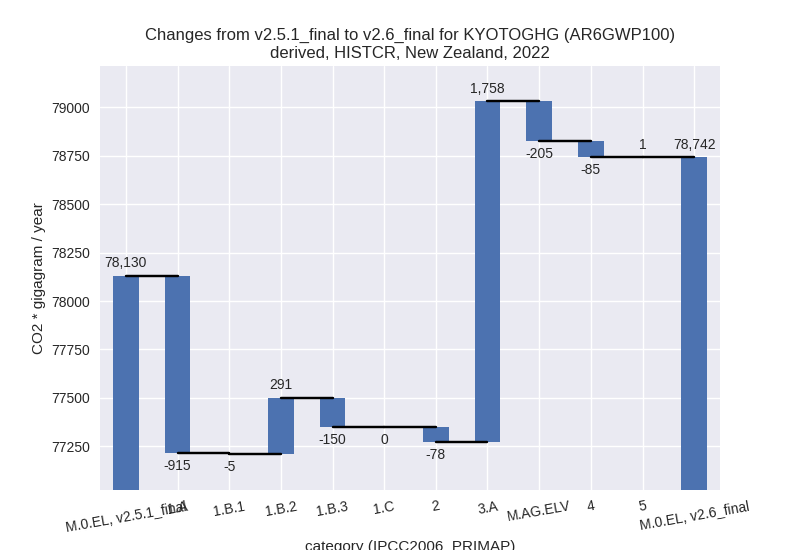 Changes from v2.5.1_final to v2.6_final for KYOTOGHG (AR6GWP100)
derived, HISTCR, New Zealand, 2022
CO2 * gigagram / year
79000
78750
78500
78250
78000
77750
77500
77250
78,130
-915
-5
291
-150
0
-78
1,758
-205
-85
1
78,742
M.0.EL, v2.5.1_final
1.A
1.B.1
1.B.2
1.B.3
1.C
2
3.A
M.AG.ELV
4
5
M.0.EL, v2.6_final
category (IPCC2006_PRIMAP)